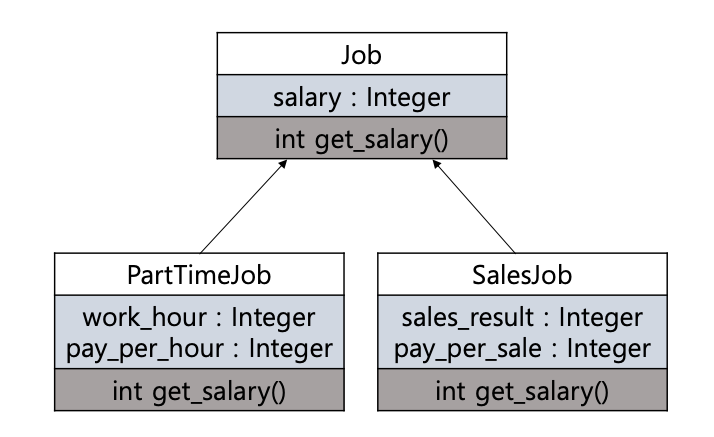 Job
salary : Integer
int get_salary()
PartTimeJob
work_hour : Integer
pay_per_hour : Integer
int get_salary()
SalesJob
sales_result : Integer
pay_per_sale : Integer
int get_salary()